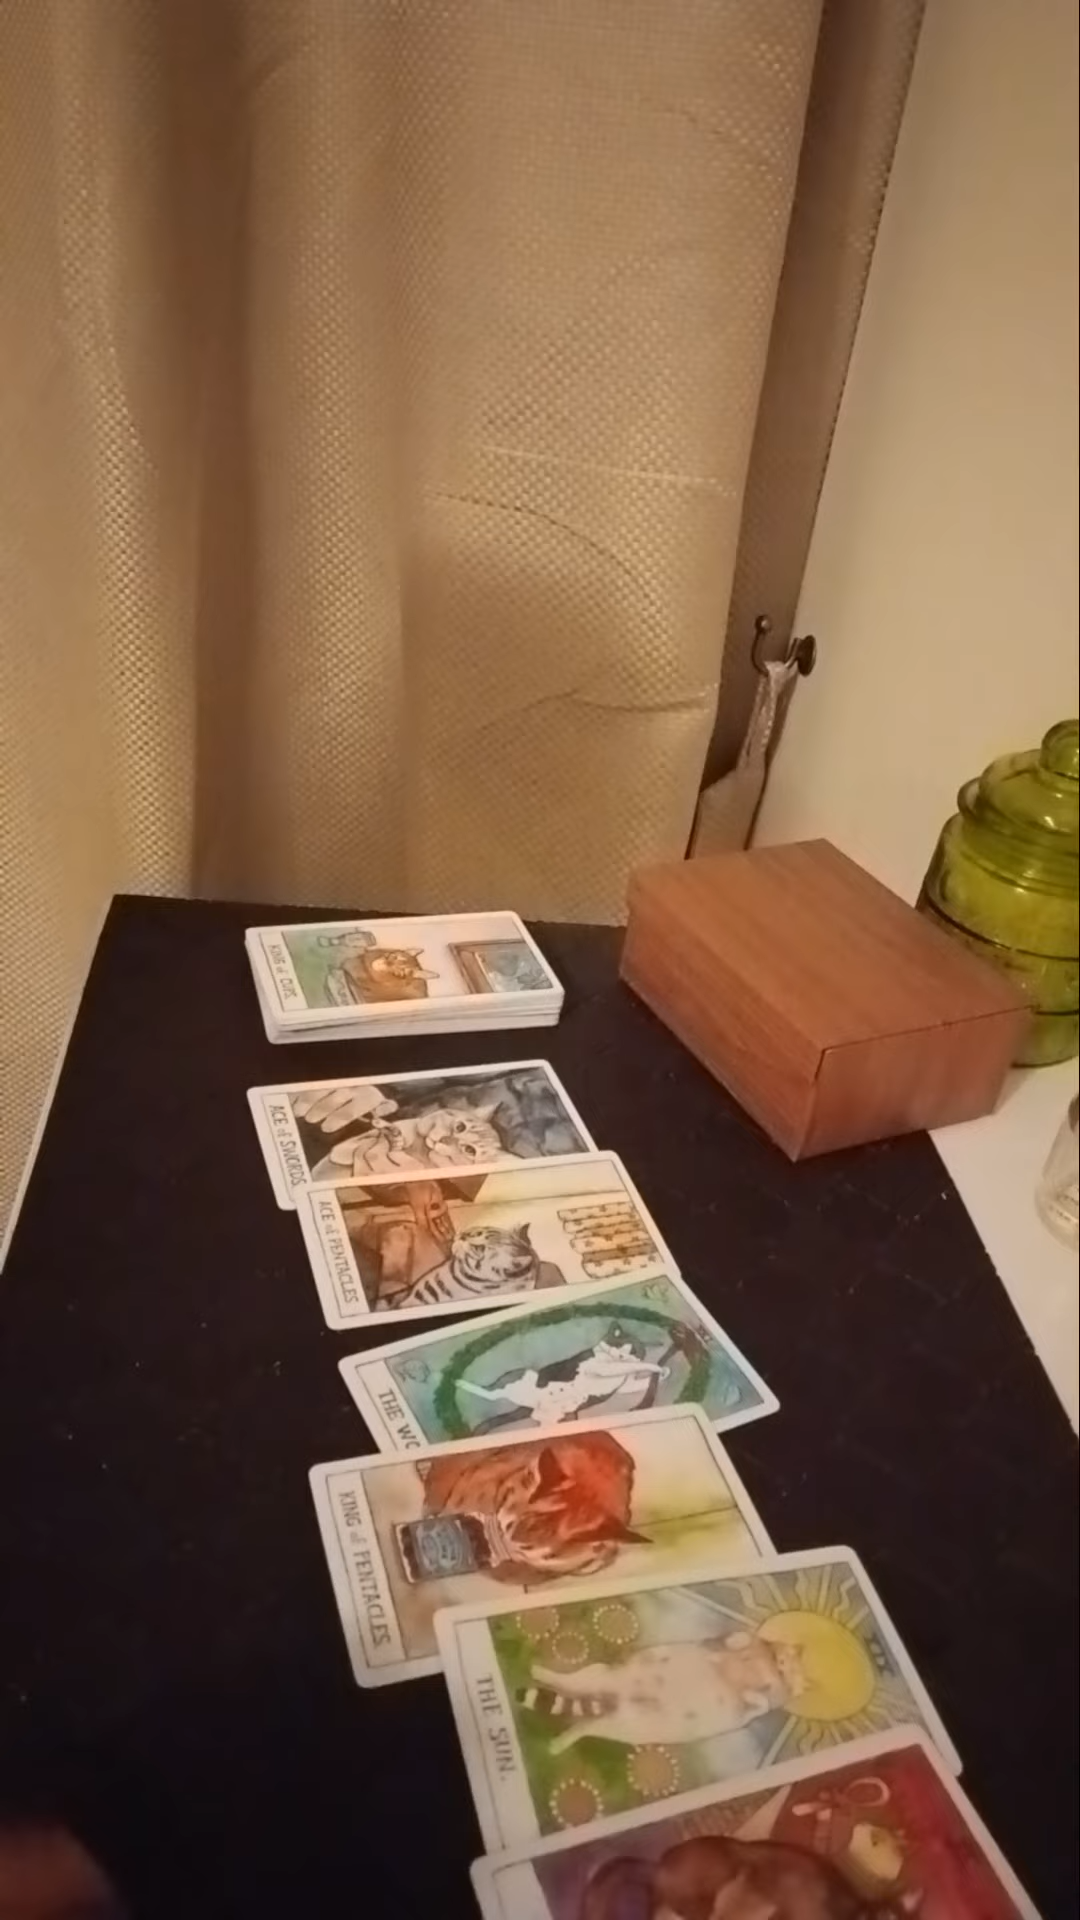 KING of CUPS.
ACE of SWORDS.
ACE of PENTACLES
THE WO
KING of PENTACLES.
THE SUN.